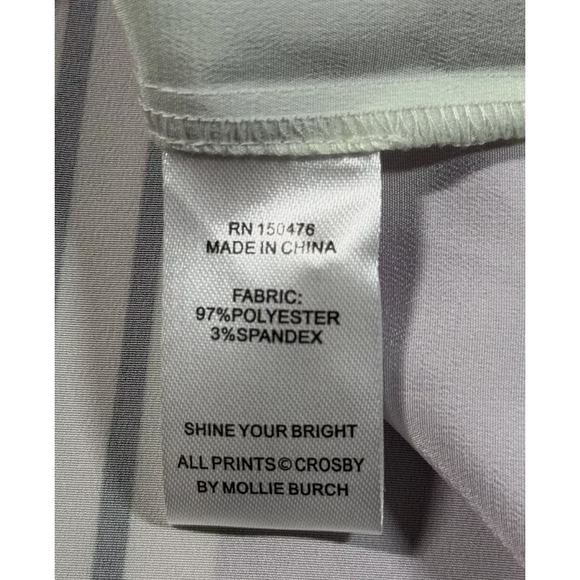 RN 150476
MADE IN CHINA
FABRIC:
97%POLYESTER
3%SPANDEX
SHINE YOUR BRIGHT
ALL PRINTS©CROSBY
BY MOLLIE BURCH